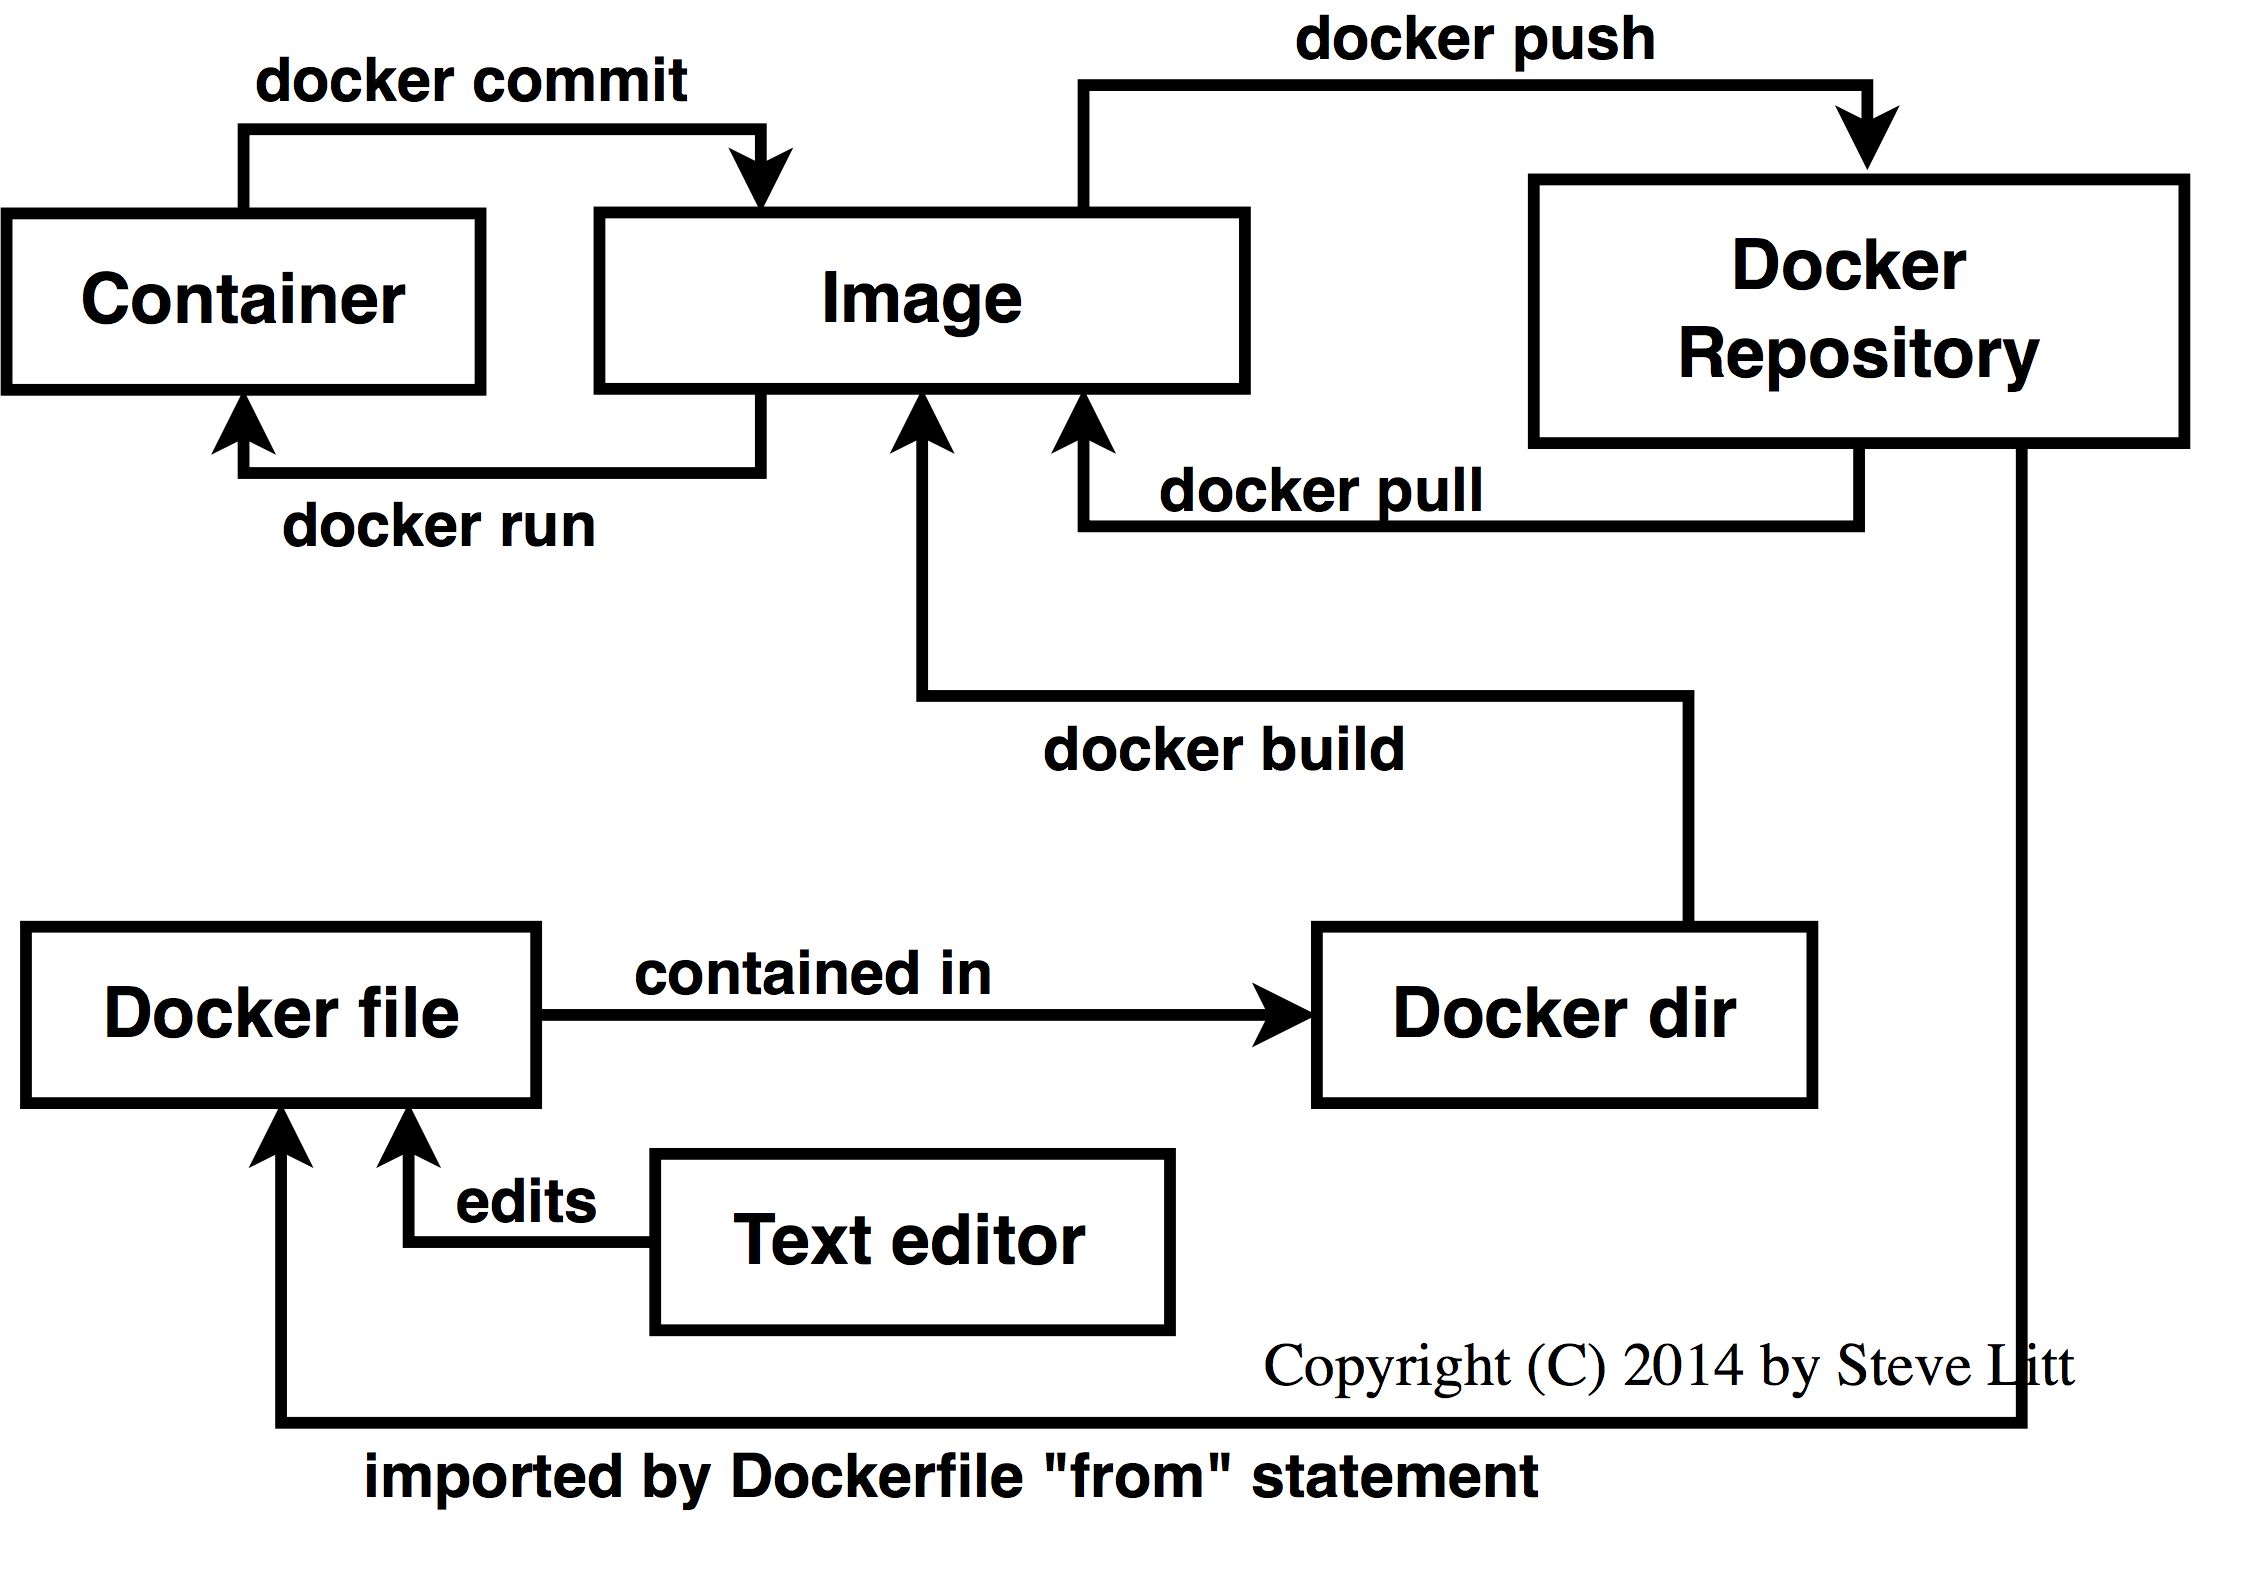 docker push
docker commit
Container
Image
Docker
Repository
docker pull
docker run
docker build
Docker file
contained in
Docker dir
edits
Text editor
Copyright (C) 2014 by Steve Litt
imported by Dockerfile "from" statement